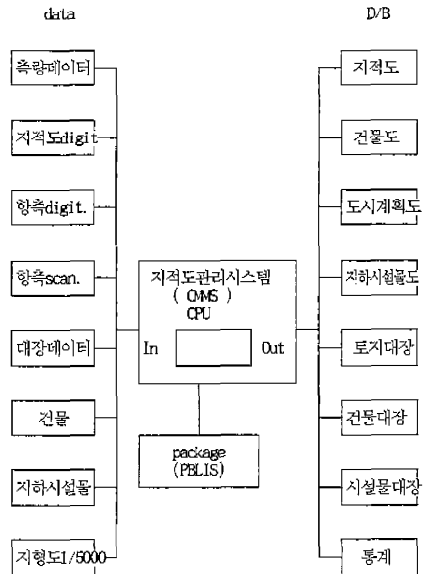 data
D/B
측량데이터
지적도digit
항측digit.
항측scan.
대장데이터
건물
지하시설물
지형도1/5000
지적도관리시스템
( CMMS )
CPU
In
Out
package
(PBLIS)
지적도
건물도
도시계획도
지하시설물도
토지대장
건물대장
시설물대장
통계